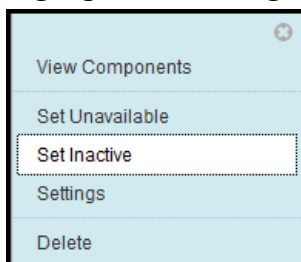 View Components
Set Unavailable
Set Inactive
Settings
Delete